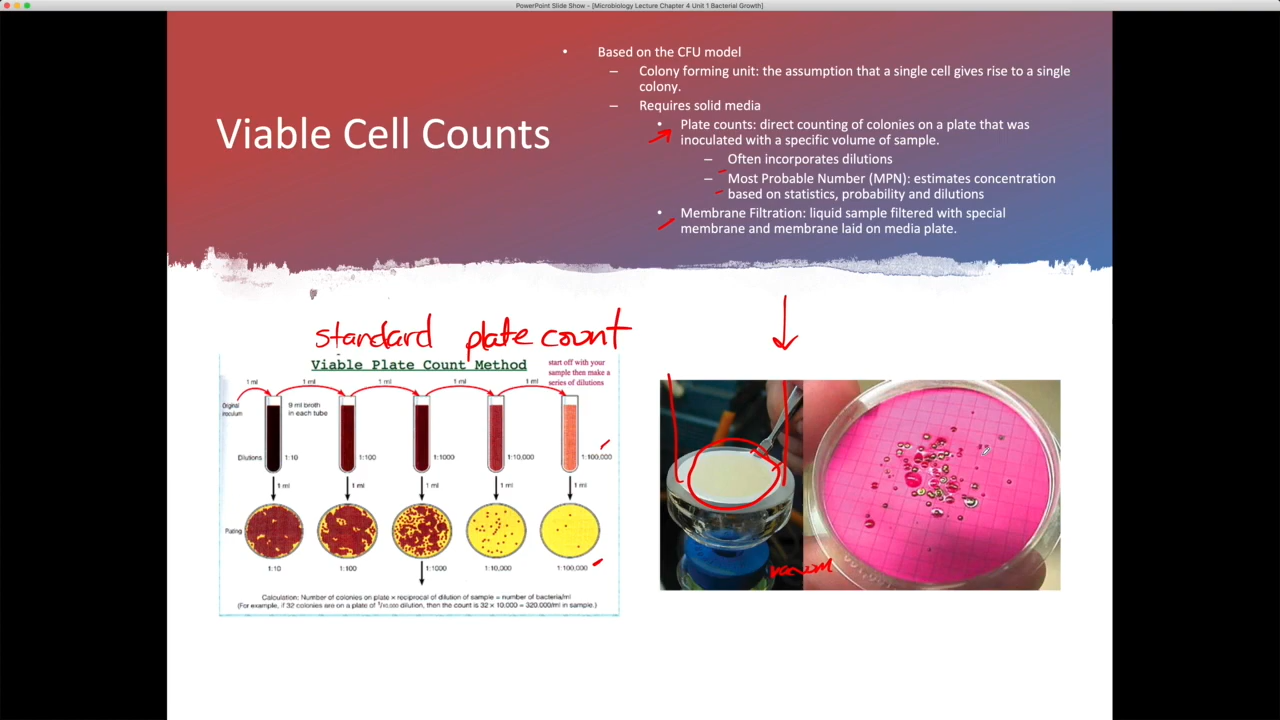 PowerPoint Slide Show - [Microbiology Lecture Chapter 4 Unit 1 Bacterial Growth]
Viable Cell Counts
• Based on the CFU model
– Colony forming unit: the assumption that a single cell gives rise to a single
colony.
– Requires solid media
• Plate counts: direct counting of colonies on a plate that was
inoculated with a specific volume of sample.
– Often incorporates dilutions
– Most Probable Number (MPN): estimates concentration
based on statistics, probability and dilutions
• Membrane Filtration: liquid sample filtered with special
membrane and membrane laid on media plate.
standard plate count
Viable Plate Count Method
start off with your
sample then make a
series of dilutions
1 ml 1 ml 1 ml 1 ml 1 ml
Original
inoculum
9 ml broth
in each tube
Dilutions 1:10 1:100 1:1000 1:10,000 1:100,000
1 ml 1 ml 1 ml 1 ml 1 ml
Plating
1:10 1:100 1:1000 1:10,000 1:100,000
Calculation: Number of colonies on plate × reciprocal of dilution of sample = number of bacteria/ml
(For example, if 32 colonies are on a plate of 1/10,000 dilution, then the count is 32 × 10,000 = 320,000/ml in sample.)